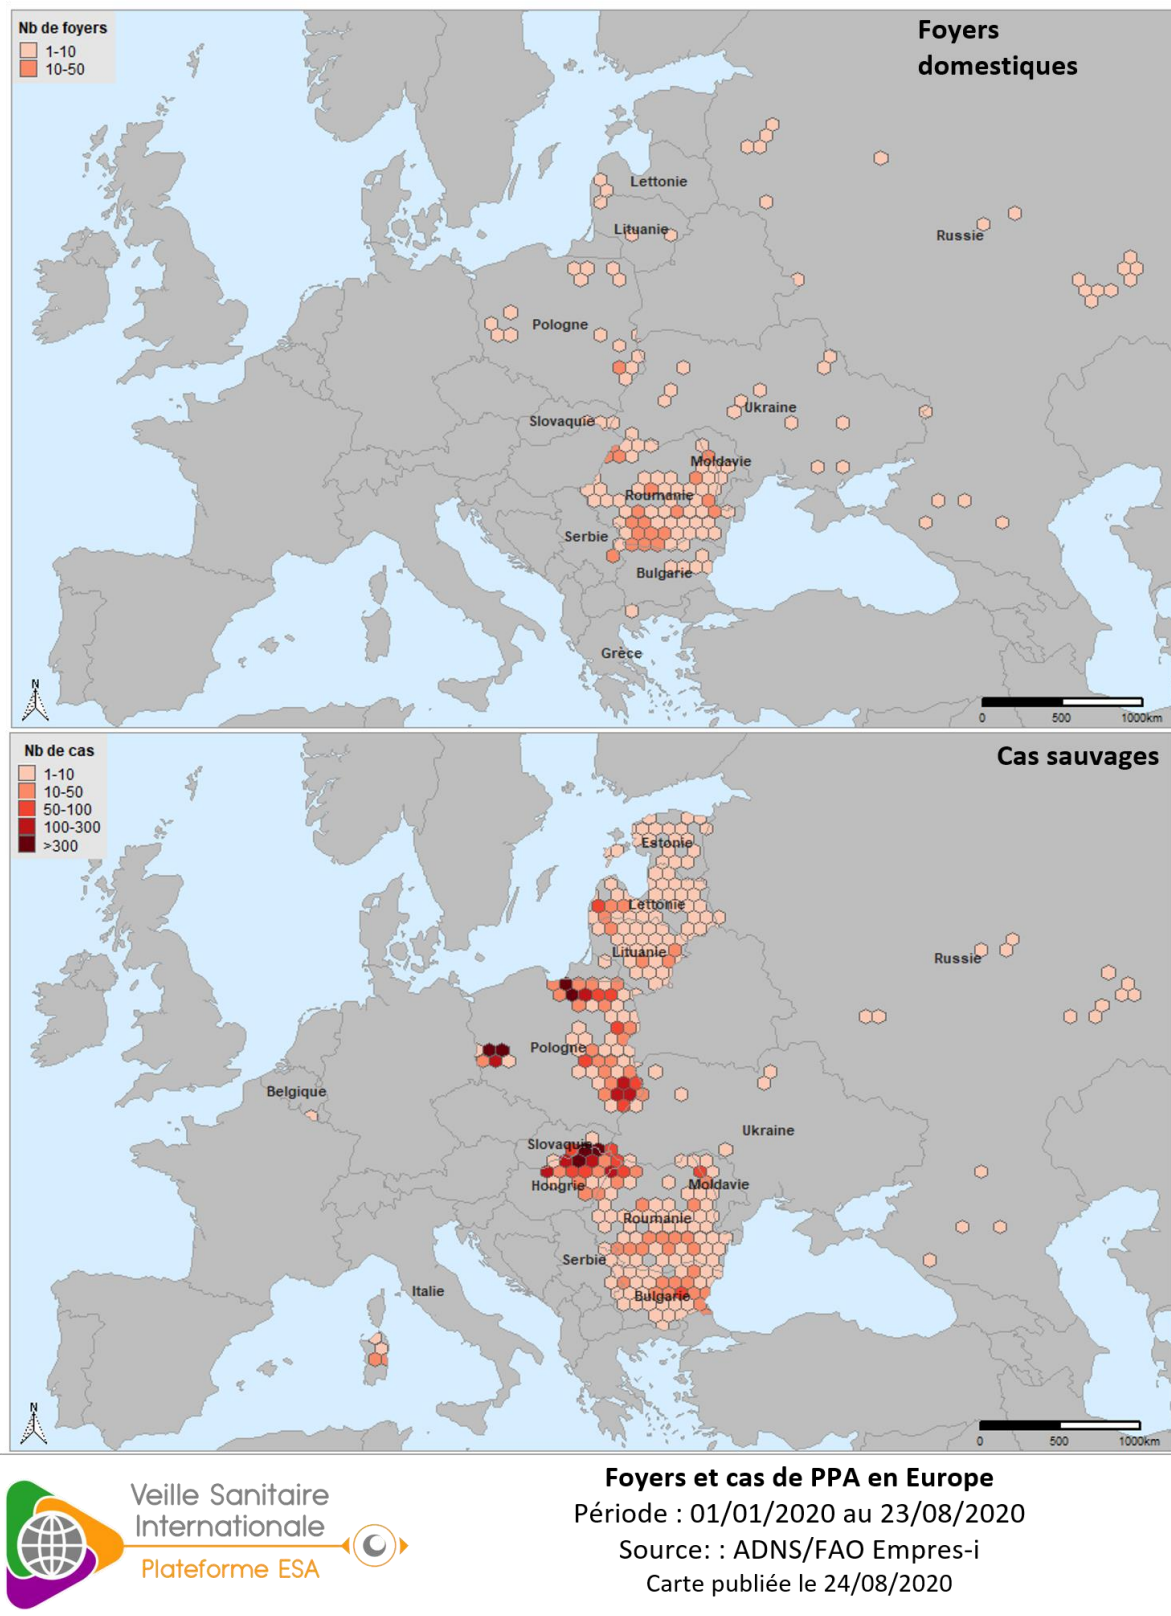 Nb de foyers
1-10
10-50
Foyers
domestiques
Lettonie
Lituanie
Russie
Pologne
Ukraine
Slovaquie
Moldavie
Roumanie
Serbie
Bulgarie
Grèce
N
0 500 1000km
Nb de cas
1-10
10-50
50-100
100-300
>300
Cas sauvages
Estonie
Lettonie
Lituanie
Russie
Pologne
Belgique
Ukraine
Slovaquie
Hongrie
Moldavie
Roumanie
Serbie
Italie
Bulgarie
N
0 500 1000km
Veille Sanitaire
Internationale
Plateforme ESA
Foyers et cas de PPA en Europe
Période : 01/01/2020 au 23/08/2020
Source: : ADNS/FAO Empres-i
Carte publiée le 24/08/2020